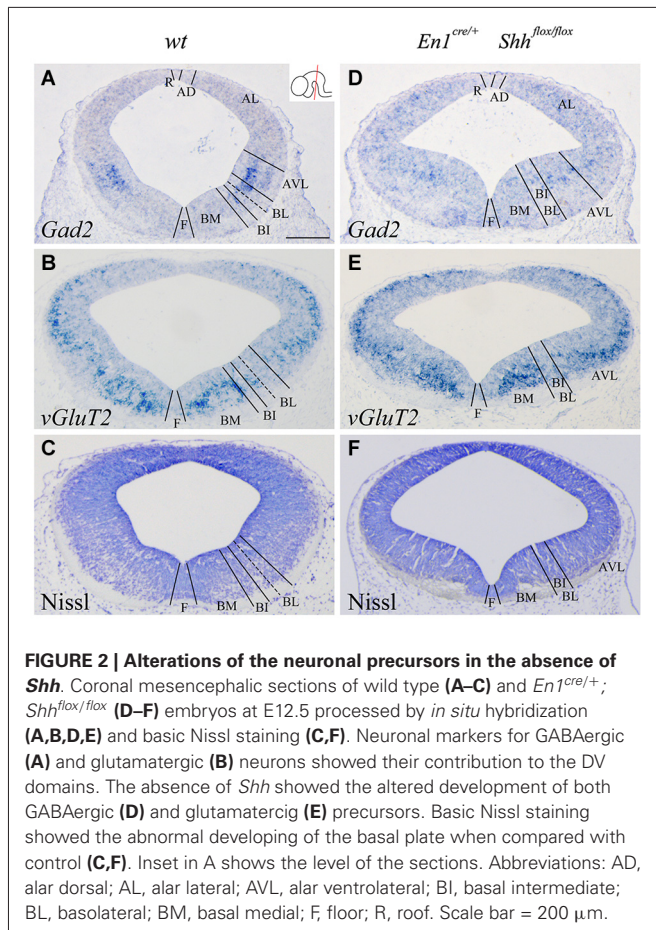 wt
En1cre/+ Shhflox/flox
A
R
AD
AL
AVL
BL
BI
BM
F
Gad2
D
R
AD
AL
BI
BM
BL
AVL
F
Gad2
B
BL
BI
BM
F
vGluT2
E
AVL
BI
BL
BM
F
vGluT2
C
BL
BI
BM
F
Nissl
F
AVL
BI
BL
BM
F
Nissl
FIGURE 2 | Alterations of the neuronal precursors in the absence of
Shh. Coronal mesencephalic sections of wild type (A–C) and En1cre/+;
Shhflox/flox (D–F) embryos at E12.5 processed by in situ hybridization
(A,B,D,E) and basic Nissl staining (C,F). Neuronal markers for GABAergic
(A) and glutamatergic (B) neurons showed their contribution to the DV
domains. The absence of Shh showed the altered development of both
GABAergic (D) and glutamatercig (E) precursors. Basic Nissl staining
showed the abnormal developing of the basal plate when compared with
control (C,F). Inset in A shows the level of the sections. Abbreviations: AD,
alar dorsal; AL, alar lateral; AVL, alar ventrolateral; BI, basal intermediate;
BL, basolateral; BM, basal medial; F, floor; R, roof. Scale bar = 200 μm.